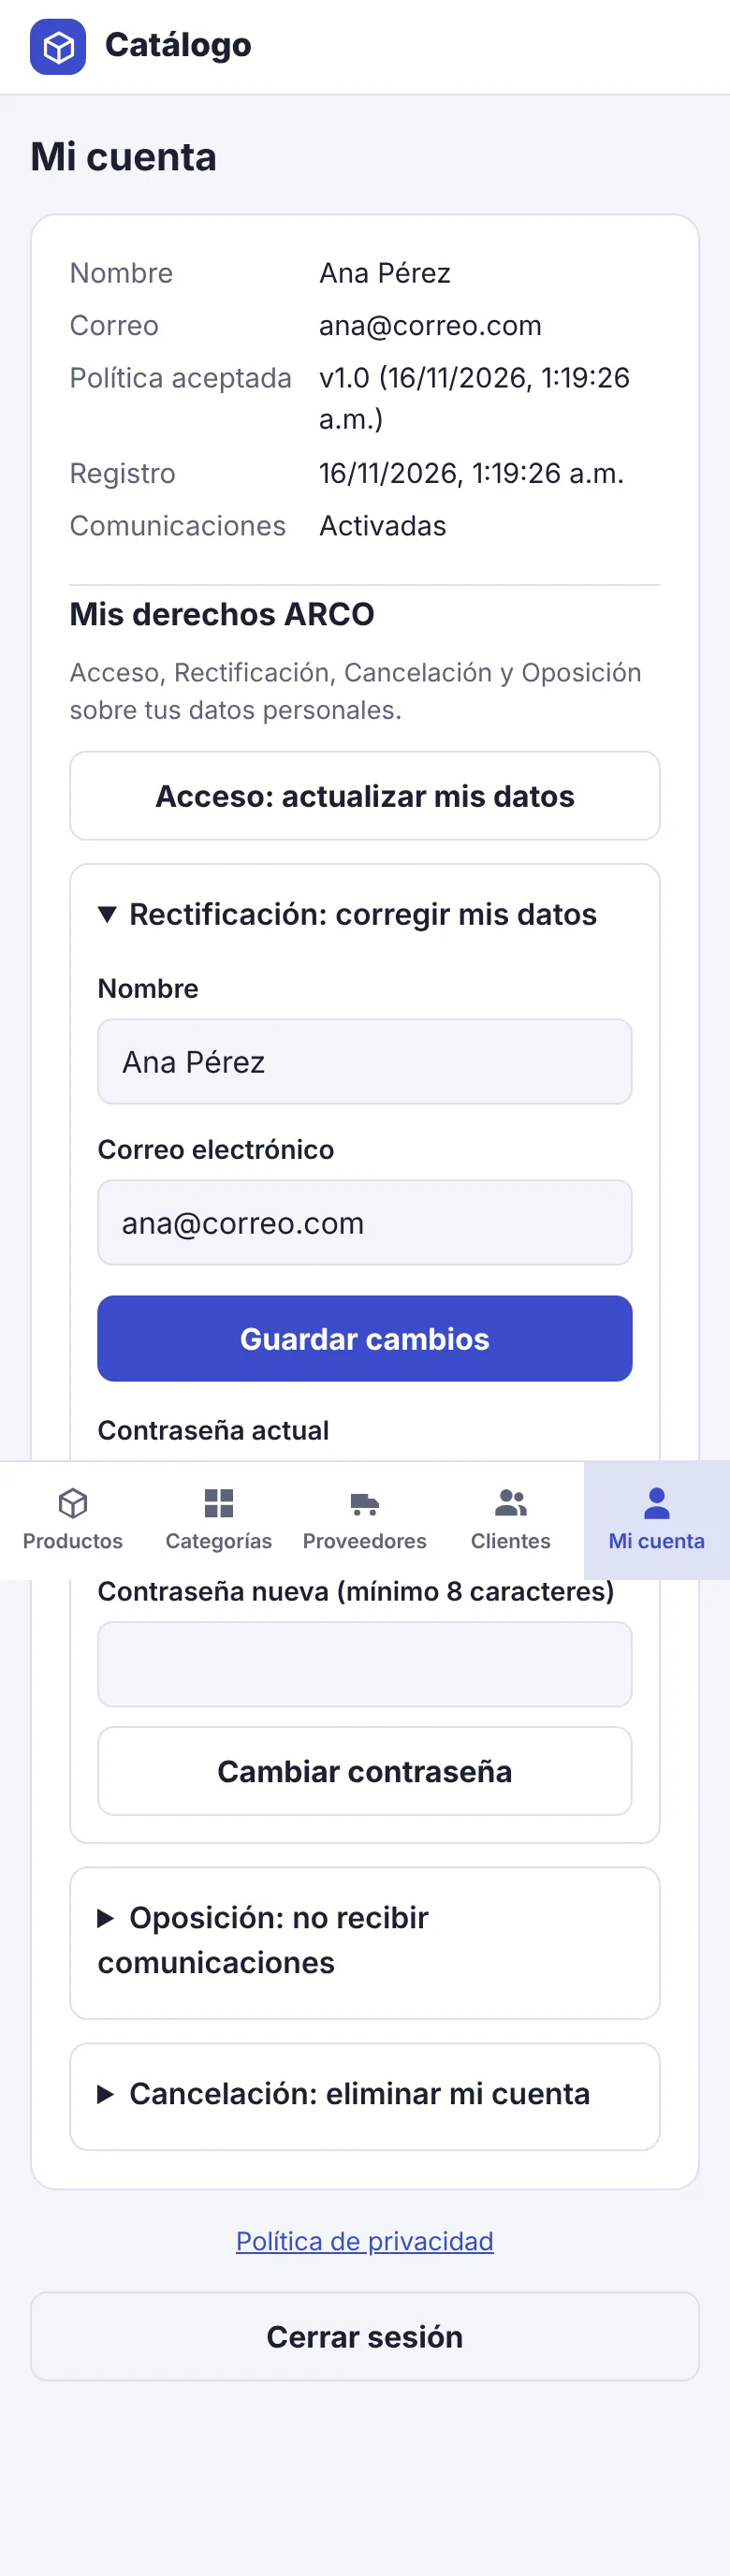 Catálogo
Mi cuenta
Nombre Ana Pérez
Correo ana@correo.com
Política aceptada v1.0 (16/11/2026, 1:19:26
a.m.)
Registro 16/11/2026, 1:19:26 a.m.
Comunicaciones Activadas
Mis derechos ARCO
Acceso, Rectificación, Cancelación y Oposición
sobre tus datos personales.
Acceso: actualizar mis datos
Rectificación: corregir mis datos
Nombre
Ana Pérez
Correo electrónico
ana@correo.com
Guardar cambios
Contraseña actual
Productos Categorías Proveedores Clientes Mi cuenta
Contraseña nueva (mínimo 8 caracteres)
Cambiar contraseña
Oposición: no recibir
comunicaciones
Cancelación: eliminar mi cuenta
Política de privacidad
Cerrar sesión